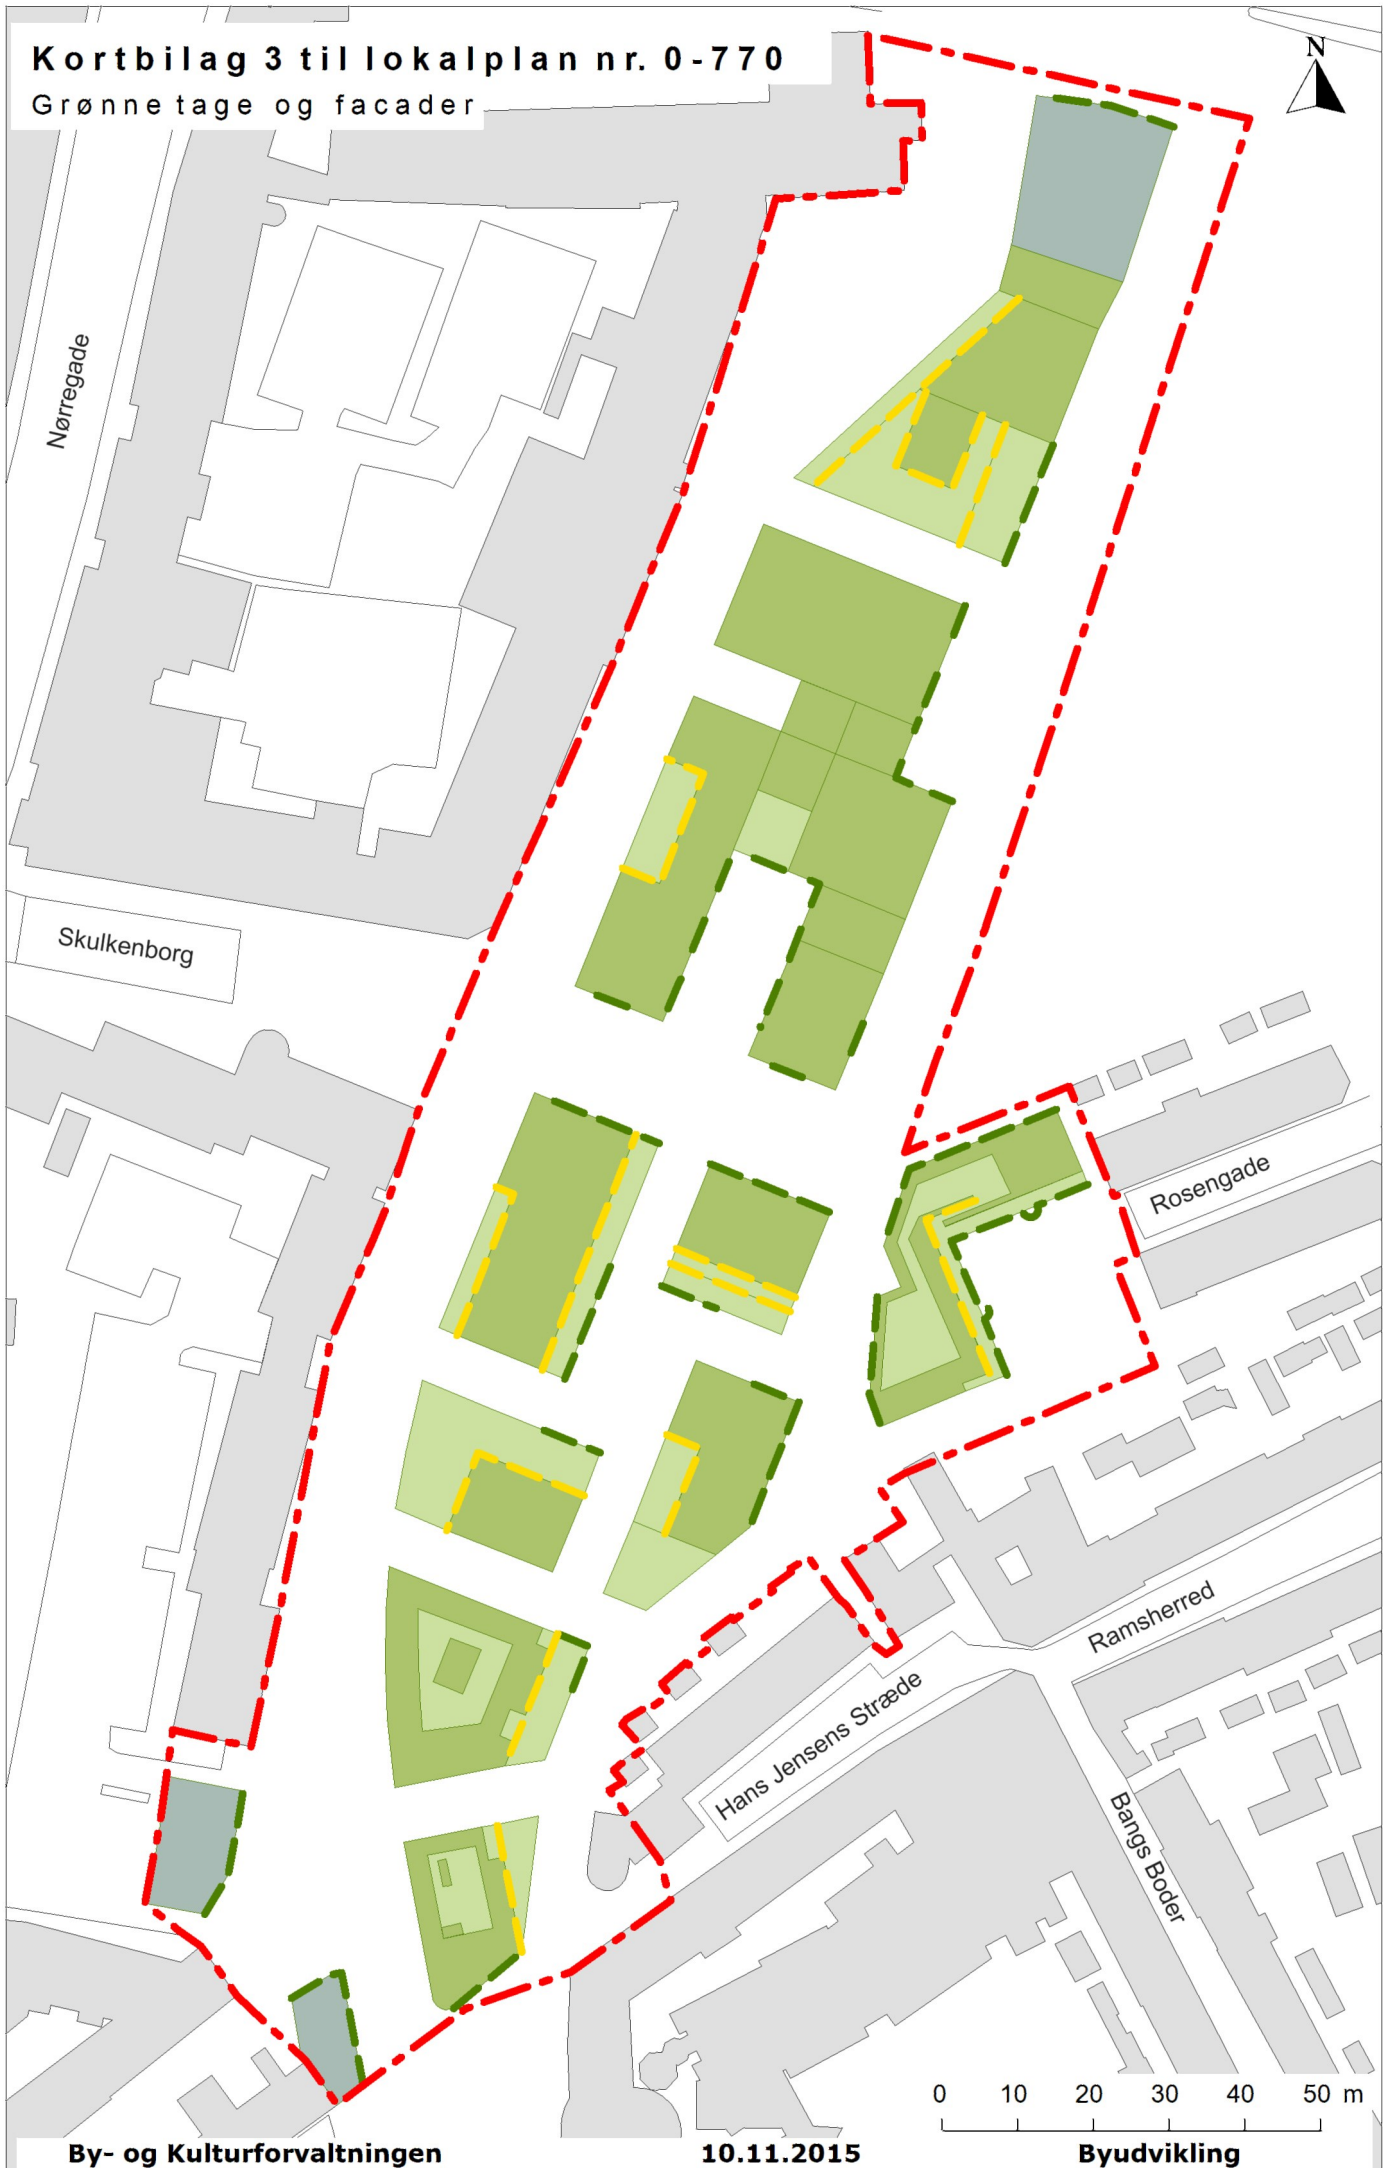 Kortbilag 3 til lokalplan nr. 0-770
Grønne tage og facader
N
Nørregade
Skulkenborg
Rosengade
Ramsherred
Hans Jensens Stræde
Bangs Boder
0 10 20 30 40 50 m
By- og Kulturforvaltningen 10.11.2015 Byudvikling